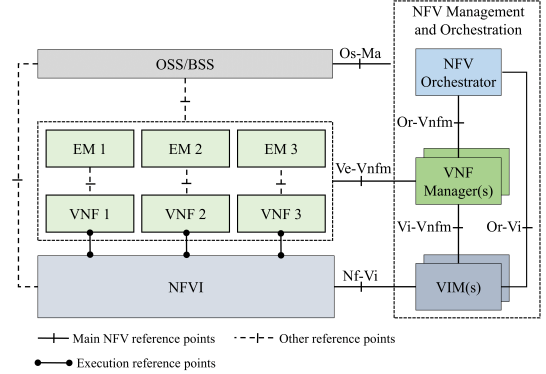 NFV Management
and Orchestration
Os-Ma
OSS/BSS
NFV
Orchestrator
Or-Vnfm
EM 1
EM 2
EM 3
Ve-Vnfm
VNF
Manager(s)
VNF 1
VNF 2
VNF 3
Vi-Vnfm
Or-Vi
Nf-Vi
NFVI
VIM(s)
Main NFV reference points
Other reference points
Execution reference points